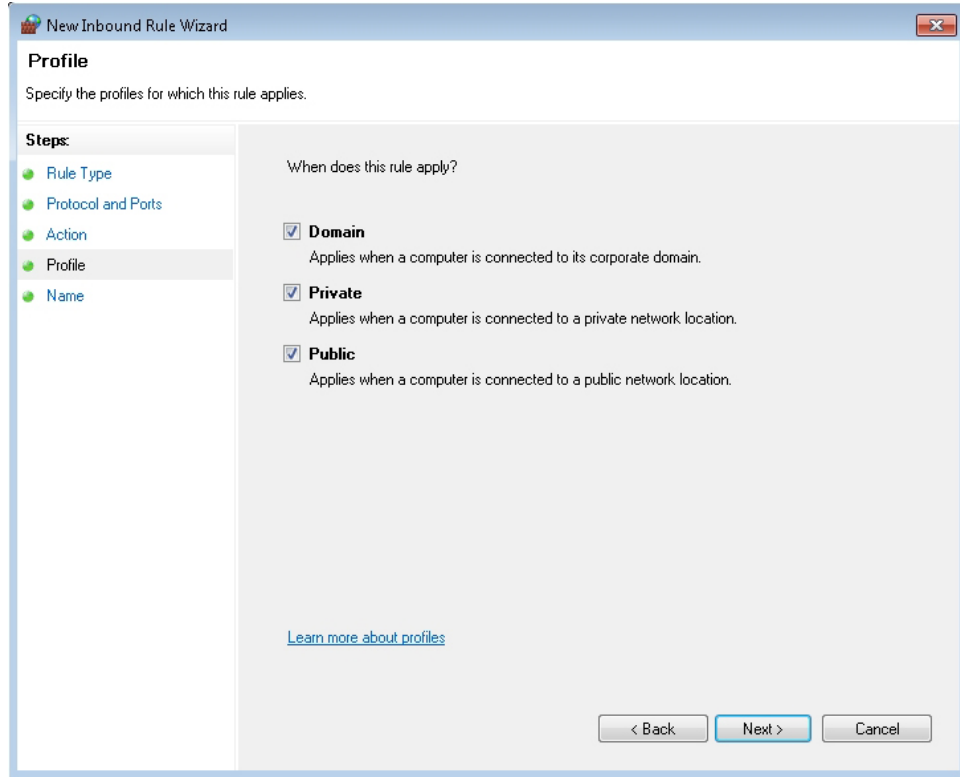 New Inbound Rule Wizard
Profile
Specify the profiles for which this rule applies.
Steps:
Rule Type
Protocol and Ports
Action
Profile
Name
When does this rule apply?
Domain
Applies when a computer is connected to its corporate domain.
Private
Applies when a computer is connected to a private network location.
Public
Applies when a computer is connected to a public network location.
Learn more about profiles
< Back Next > Cancel